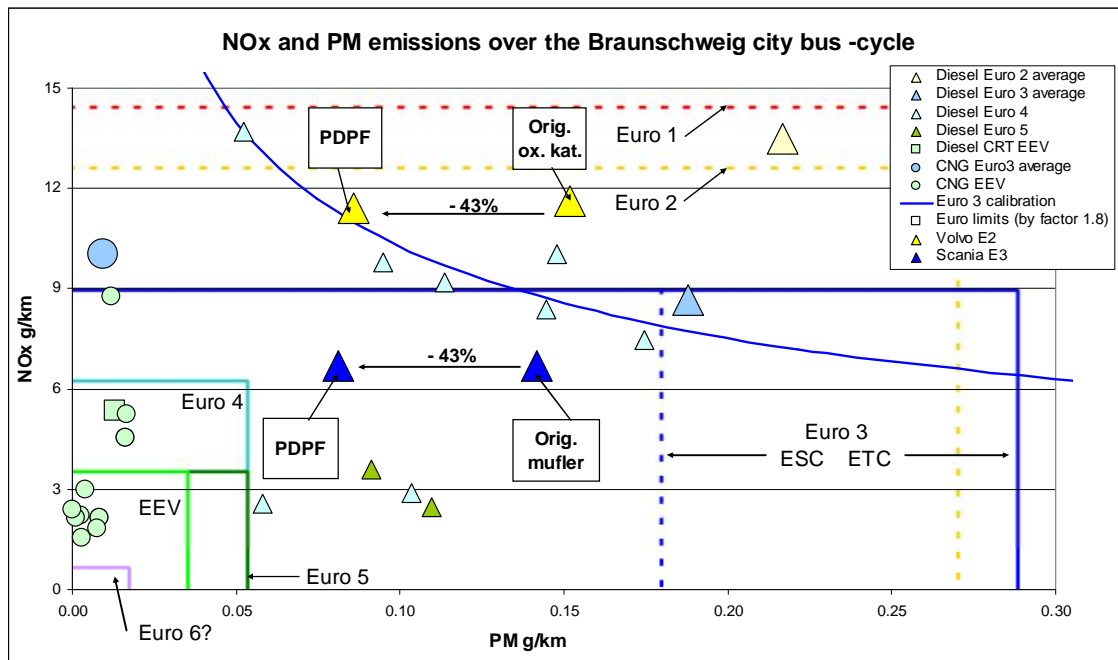 NOx and PM emissions over the Braunschweig city bus -cycle
Diesel Euro 2 average
Diesel Euro 3 average
Diesel Euro 4
Diesel Euro 5
Diesel CRT EEV
CNG Euro3 average
CNG EEV
Euro 3 calibration
Euro limits (by factor 1.8)
Volvo E2
Scania E3
NOx g/km
15
12
9
6
3
0
PDPF
Orig.
ox. kat.
Euro 1
Euro 2
- 43%
- 43%
PDPF
Orig.
mufler
Euro 4
Euro 3
ESC ETC
EEV
Euro 5
Euro 6?
0.00
0.05
0.10
0.15
0.20
0.25
0.30
PM g/km